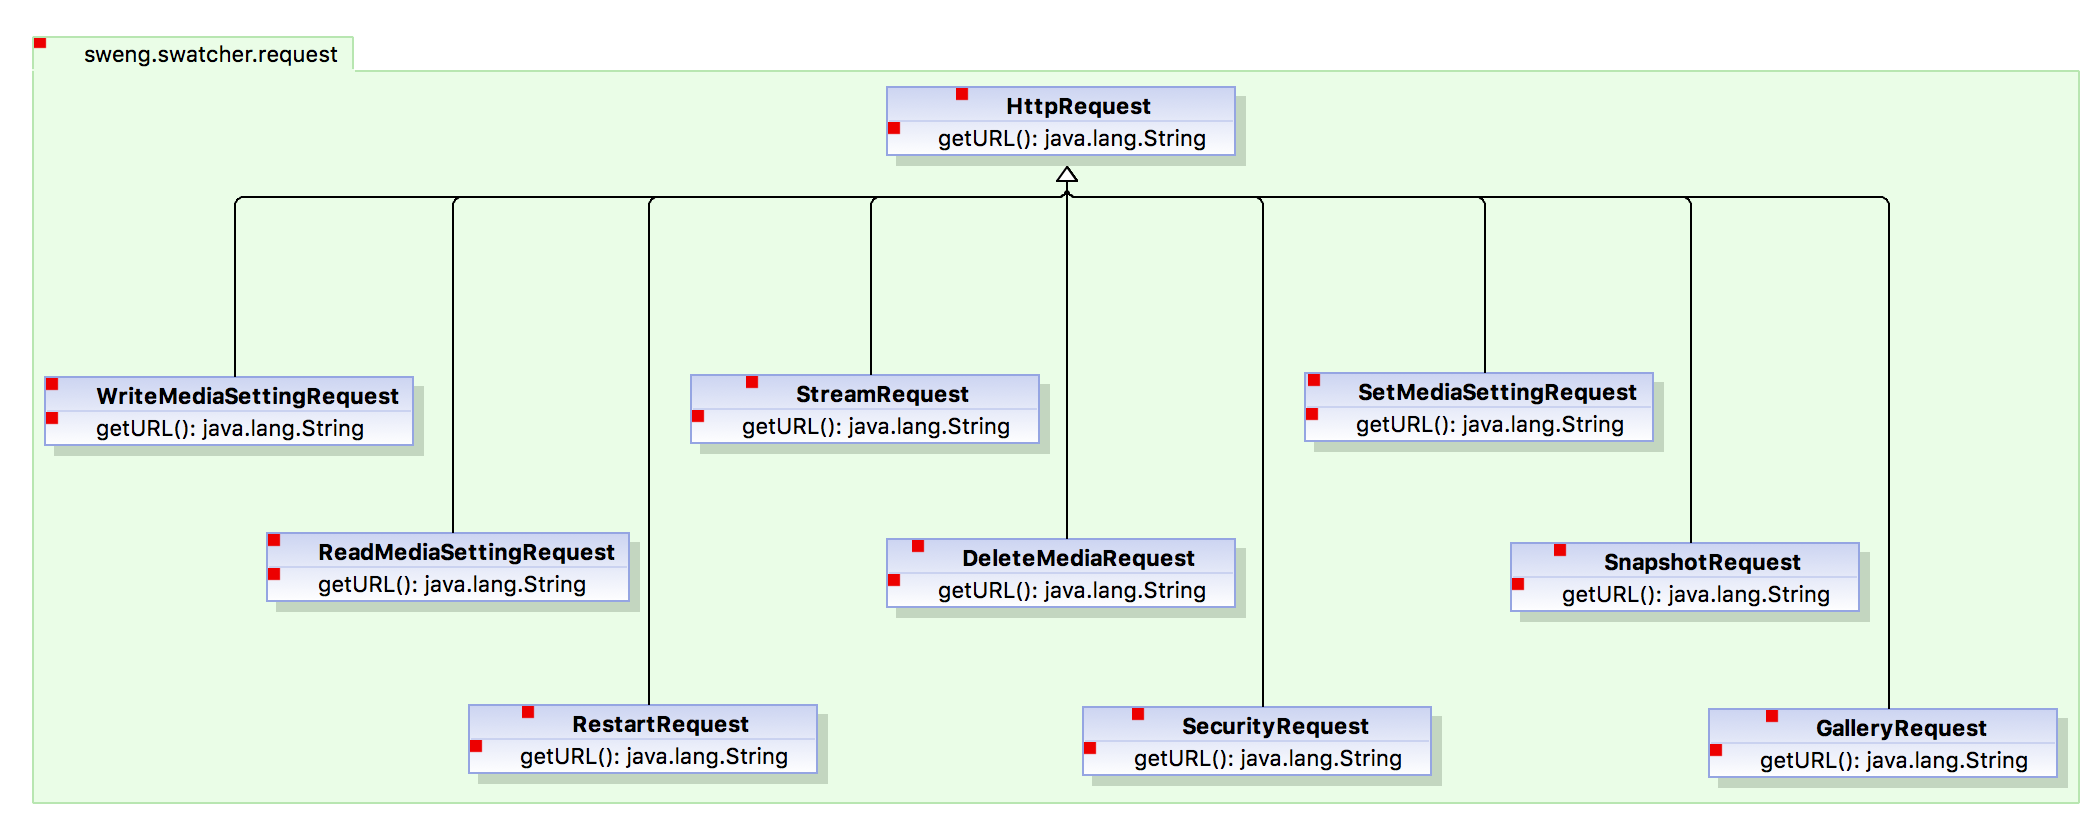 sweng.swatcher.request
HttpRequest
getURL(): java.lang.String
WriteMediaSettingRequest
getURL(): java.lang.String
StreamRequest
getURL(): java.lang.String
SetMediaSettingRequest
getURL(): java.lang.String
ReadMediaSettingRequest
getURL(): java.lang.String
DeleteMediaRequest
getURL(): java.lang.String
SnapshotRequest
getURL(): java.lang.String
RestartRequest
getURL(): java.lang.String
SecurityRequest
getURL(): java.lang.String
GalleryRequest
getURL(): java.lang.String